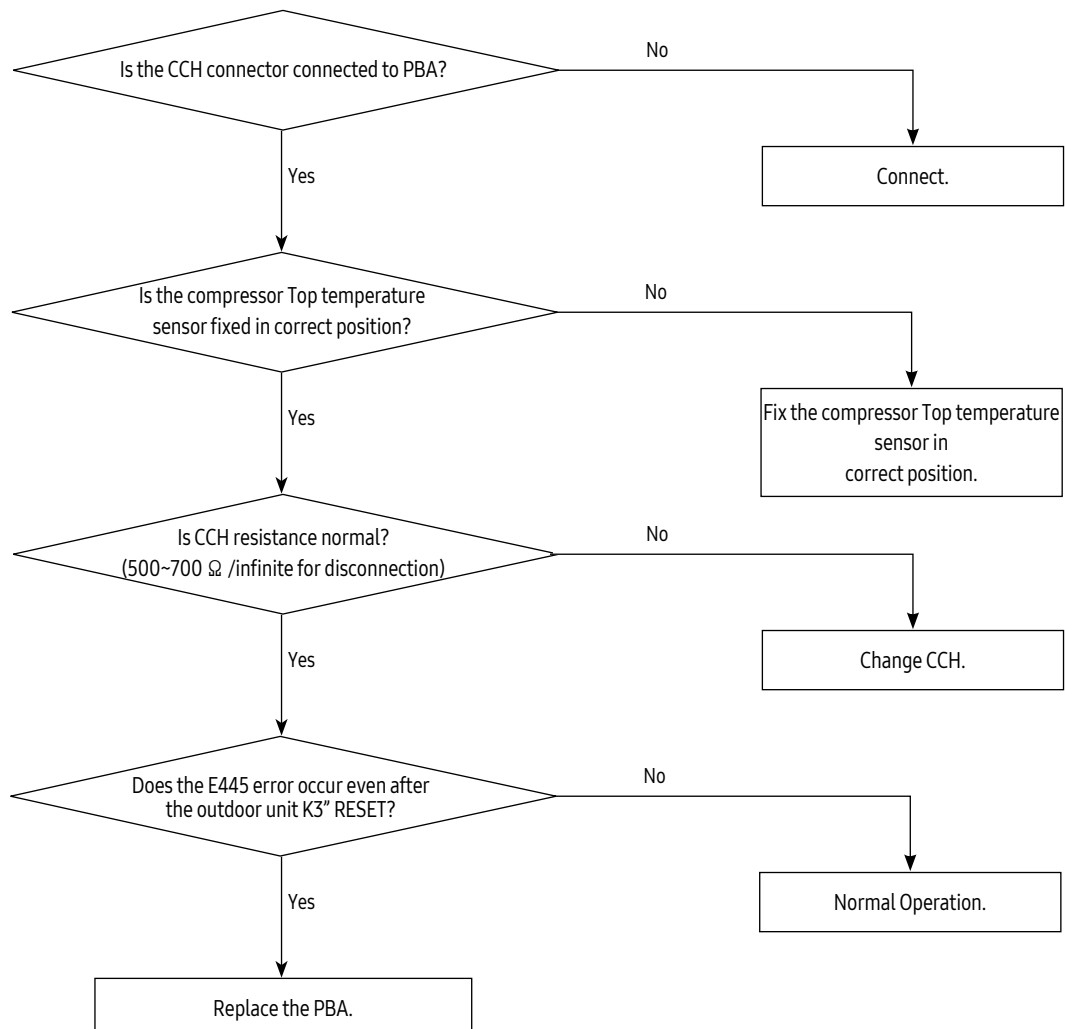 Is the CCH connector connected to PBA?
No
Connect.
Yes
Is the compressor Top temperature
sensor fixed in correct position?
No
Fix the compressor Top temperature
sensor in
correct position.
Yes
Is CCH resistance normal?
(500~700 Ω /infinite for disconnection)
No
Change CCH.
Yes
Does the E445 error occur even after
the outdoor unit K3” RESET?
No
Normal Operation.
Yes
Replace the PBA.